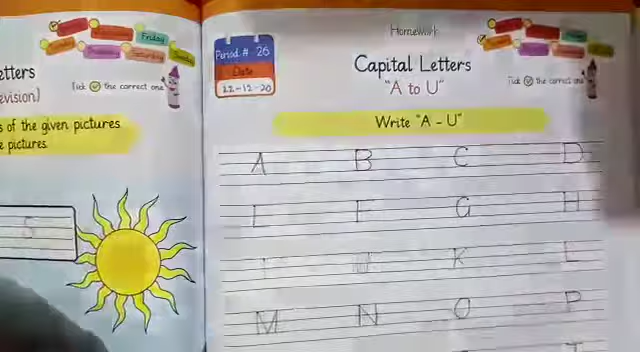 Friday
etters
evision)
Tick the correct one
s of the given pictures
e pictures.
S
Homework
Period # 26
Date
22-12-20
Capital Letters
"A to U"
Tick the correct one
Write "A - U"
A B C D
E F G H
K L
M N O P